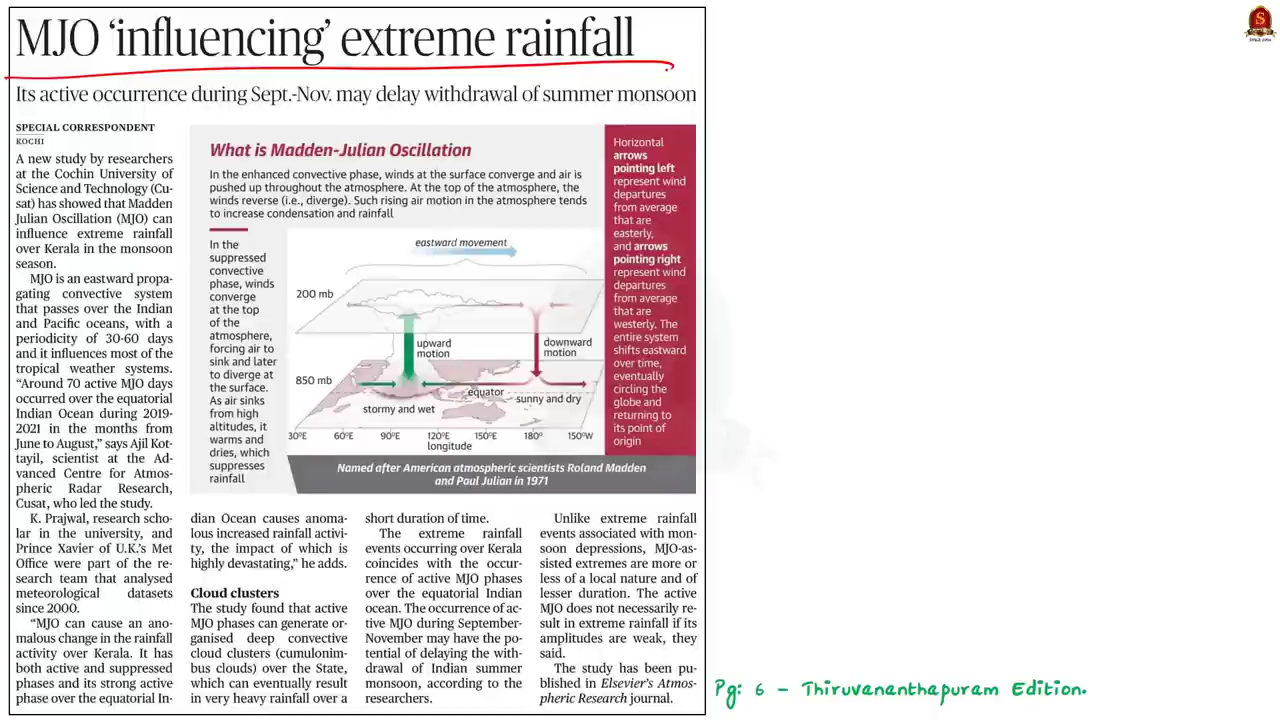 MJO ‘influencing’ extreme rainfall
Its active occurrence during Sept.-Nov. may delay withdrawal of summer monsoon
SPECIAL CORRESPONDENT
KOCHI
A new study by researchers
at the Cochin University of
Science and Technology (Cu-
sat) has showed that Madden
Julian Oscillation (MJO) can
influence extreme rainfall
over Kerala in the monsoon
season.
MJO is an eastward propa-
gating convective system
that passes over the Indian
and Pacific oceans, with a
periodicity of 30-60 days
and it influences most of the
tropical weather systems.
“Around 70 active MJO days
occurred over the equatorial
Indian Ocean during 2019-
2021 in the months from
June to August,” says Ajil Kot-
tayil, scientist at the Ad-
vanced Centre for Atmos-
pheric Radar Research,
Cusat, who led the study.
K. Prajwal, research scho-
lar in the university, and
Prince Xavier of U.K.’s Met
Office were part of the re-
search team that analysed
meteorological datasets
since 2000.
“MJO can cause an ano-
malous change in the rainfall
activity over Kerala. It has
both active and suppressed
phases and its strong active
phase over the equatorial In-
What is Madden-Julian Oscillation
In the enhanced convective phase, winds at the surface converge and air is
pushed up throughout the atmosphere. At the top of the atmosphere, the
winds reverse (i.e., diverge). Such rising air motion in the atmosphere tends
to increase condensation and rainfall
In the
suppressed
convective
phase, winds
converge
at the top
of the
atmosphere,
forcing air to
sink and later
to diverge at
the surface.
As air sinks
from high
altitudes, it
warms and
dries, which
suppresses
rainfall
eastward movement
200 mb
upward
motion
downward
motion
850 mb
equator
stormy and wet
sunny and dry
30°E 60°E 90°E 120°E 150°E 180° 150°W
longitude
Horizontal
arrows
pointing left
represent wind
departures
from average
that are
easterly,
and arrows
pointing right
represent wind
departures
from average
that are
westerly. The
entire system
shifts eastward
over time,
eventually
circling the
globe and
returning to
its point of
origin
Named after American atmospheric scientists Roland Madden
and Paul Julian in 1971
dian Ocean causes anoma-
lous increased rainfall activi-
ty, the impact of which is
highly devastating,” he adds.
Cloud clusters
The study found that active
MJO phases can generate or-
ganised deep convective
cloud clusters (cumulonim-
bus clouds) over the State,
which can eventually result
in very heavy rainfall over a
short duration of time.
The extreme rainfall
events occurring over Kerala
coincides with the occur-
rence of active MJO phases
over the equatorial Indian
ocean. The occurrence of ac-
tive MJO during September-
November may have the po-
tential of delaying the with-
drawal of Indian summer
monsoon, according to the
researchers.
Unlike extreme rainfall
events associated with mon-
soon depressions, MJO-as-
sisted extremes are more or
less of a local nature and of
lesser duration. The active
MJO does not necessarily re-
sult in extreme rainfall if its
amplitudes are weak, they
said.
The study has been pu-
blished in Elsevier’s Atmos-
pheric Research journal.
Pg: 6 - Thiruvananthapuram Edition.
S